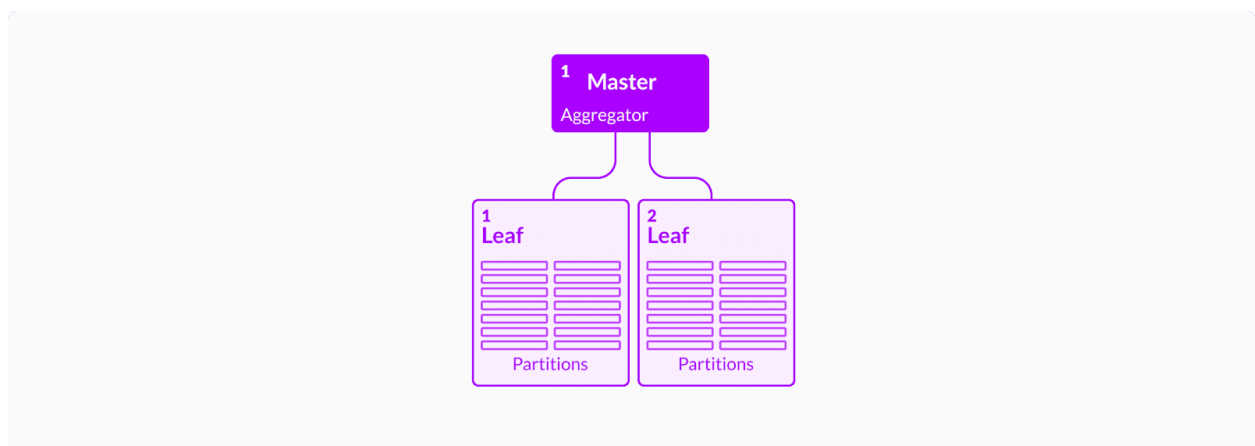 1
Master
Aggregator
1
Leaf
Partitions
2
Leaf
Partitions